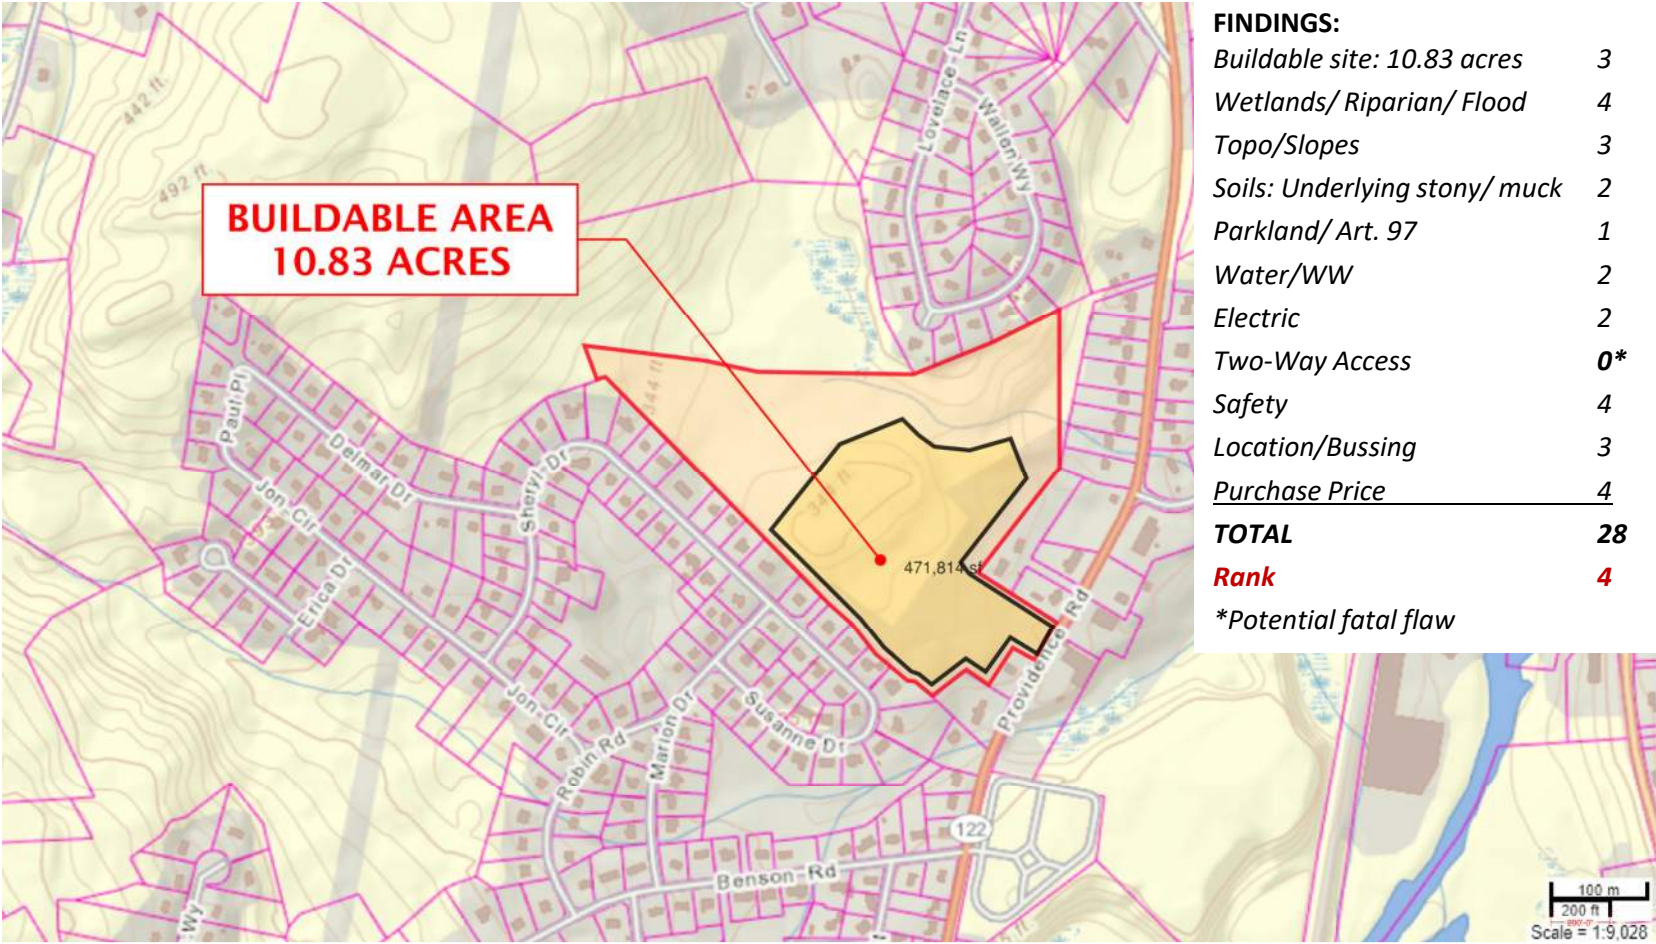 FINDINGS:
Buildable site: 10.83 acres 3
Wetlands/ Riparian/ Flood 4
Topo/Slopes 3
Soils: Underlying stony/ muck 2
Parkland/ Art. 97 1
Water/WW 2
Electric 2
Two-Way Access 0*
Safety 4
Location/Bussing 3
Purchase Price 4
TOTAL 28
Rank 4
*Potential fatal flaw
442 ft.
492 ft.
Lovelace Ln
Wallen Wy
BUILDABLE AREA
10.83 ACRES
344 ft
Paul Pl
Delmar Dr
Sheryl Dr
Jon Cir
Erica Dr
471,814 sf
Providence Rd
Jon Cir
Robin Rd
Marion Dr
Susanne Dr
122
Benson Rd
Wy
100 m
200 ft
Scale = 1:9,028